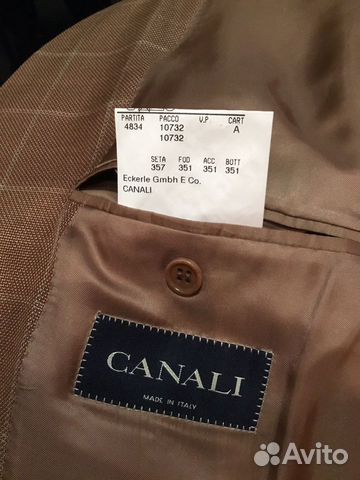 PARTITA PACCO V.P CART
4834 10732 A
10732
SETA FOD ACC BOTT
357 351 351 351
Eckerle Gmbh E Co.
CANALI
CANALI
MADE IN ITALY
Avito